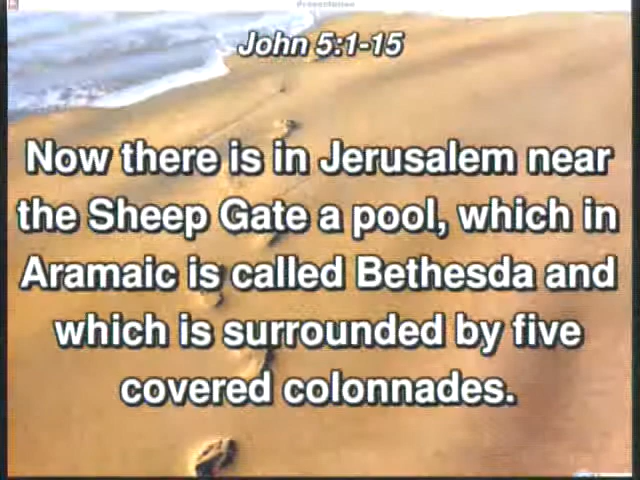 Presentation
John 5:1-15
Now there is in Jerusalem near
the Sheep Gate a pool, which in
Aramaic is called Bethesda and
which is surrounded by five
covered colonnades.